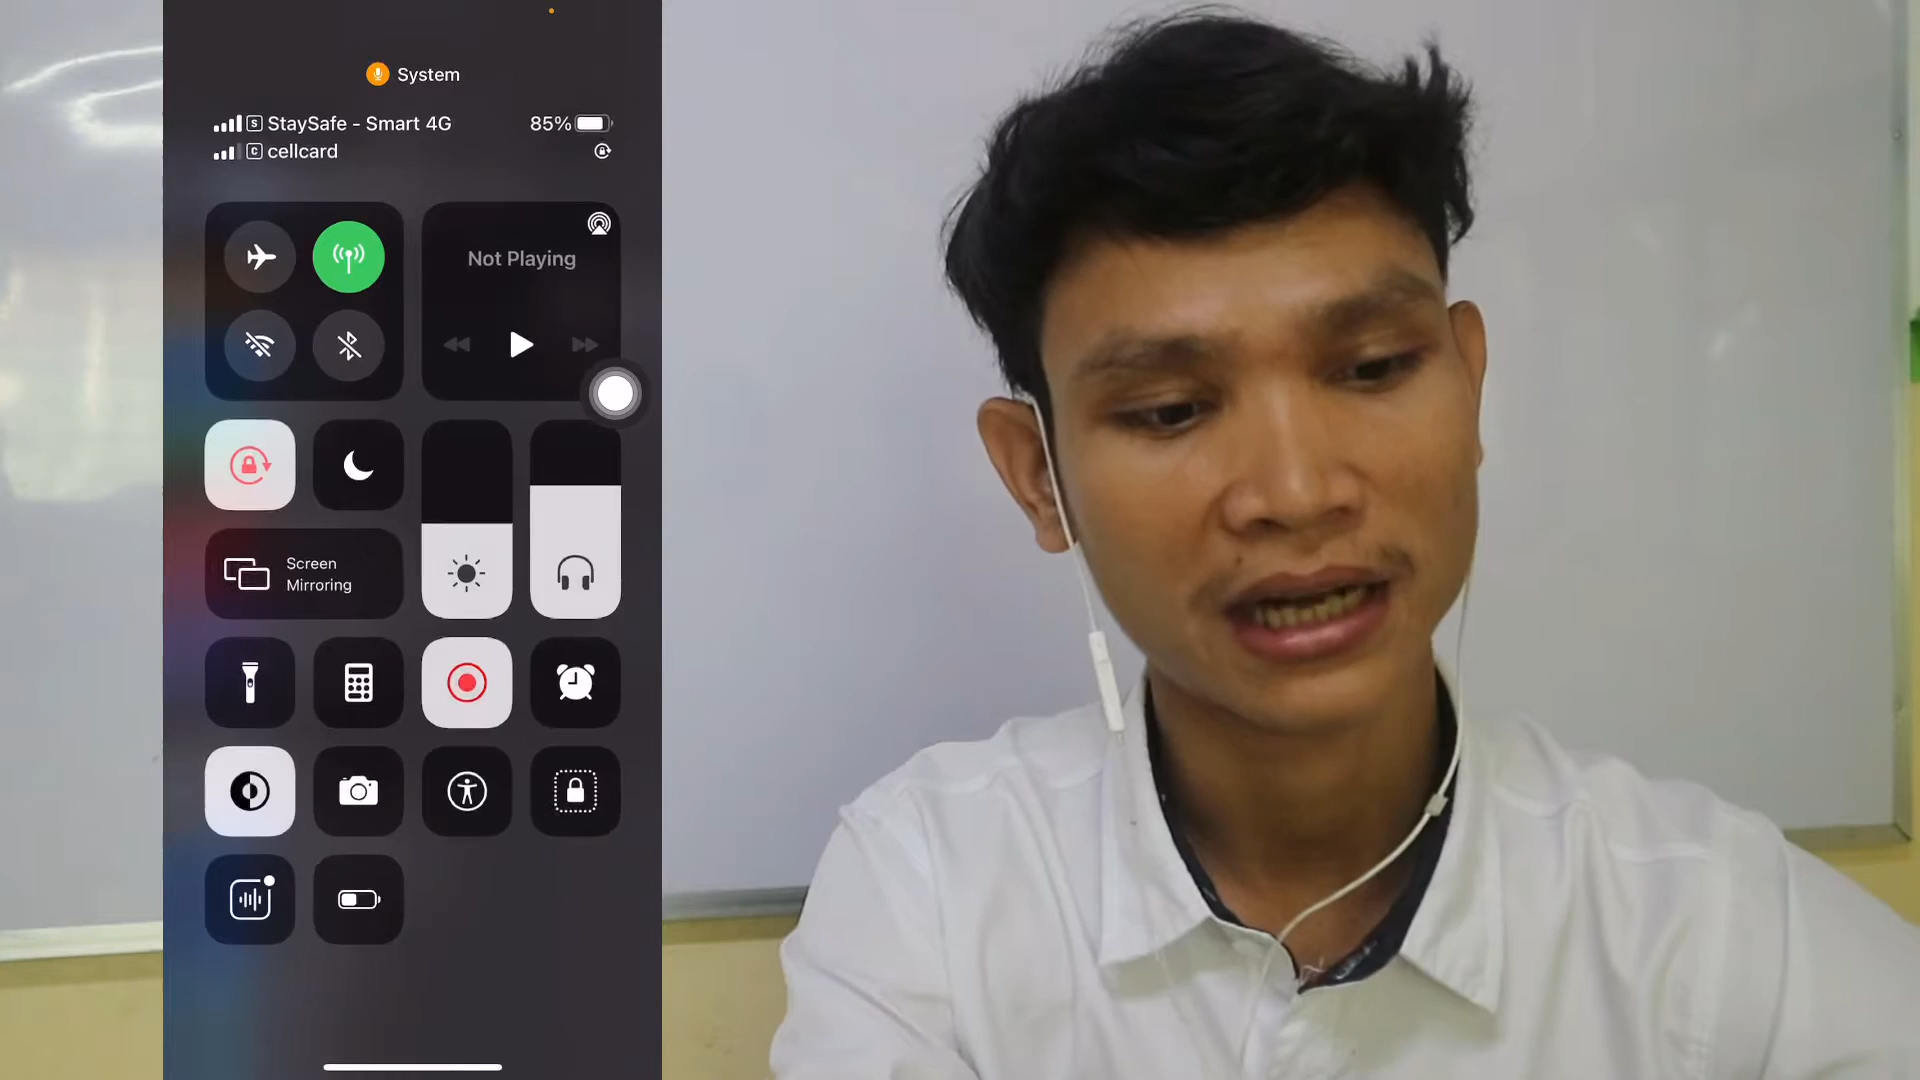 System
S StaySafe - Smart 4G 85%
C cellcard
Not Playing
Screen
Mirroring